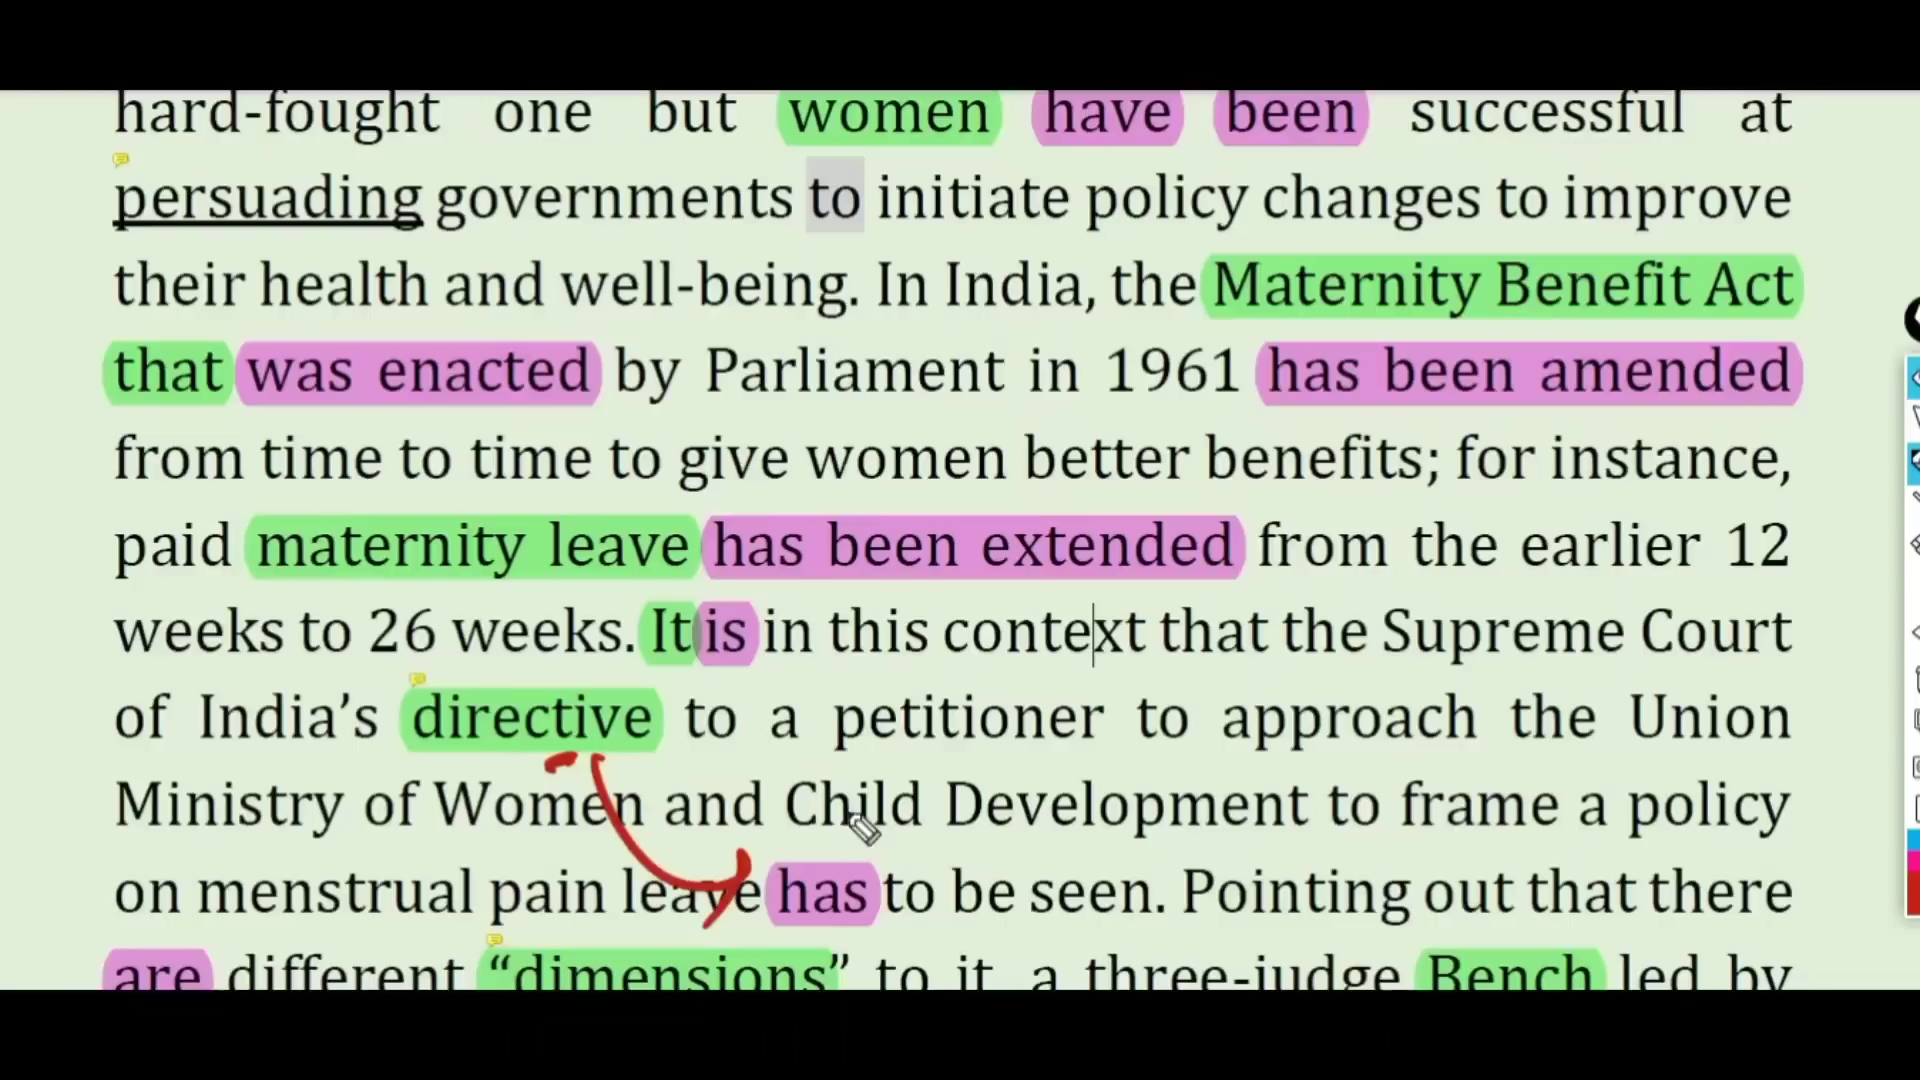 hard-fought one but women have been successful at
persuading governments to initiate policy changes to improve
their health and well-being. In India, the Maternity Benefit Act
that was enacted by Parliament in 1961 has been amended
from time to time to give women better benefits; for instance,
paid maternity leave has been extended from the earlier 12
weeks to 26 weeks. It is in this context that the Supreme Court
of India’s directive to a petitioner to approach the Union
Ministry of Women and Child Development to frame a policy
on menstrual pain leave has to be seen. Pointing out that there
are different “dimensions” to it, a three-judge Bench led by